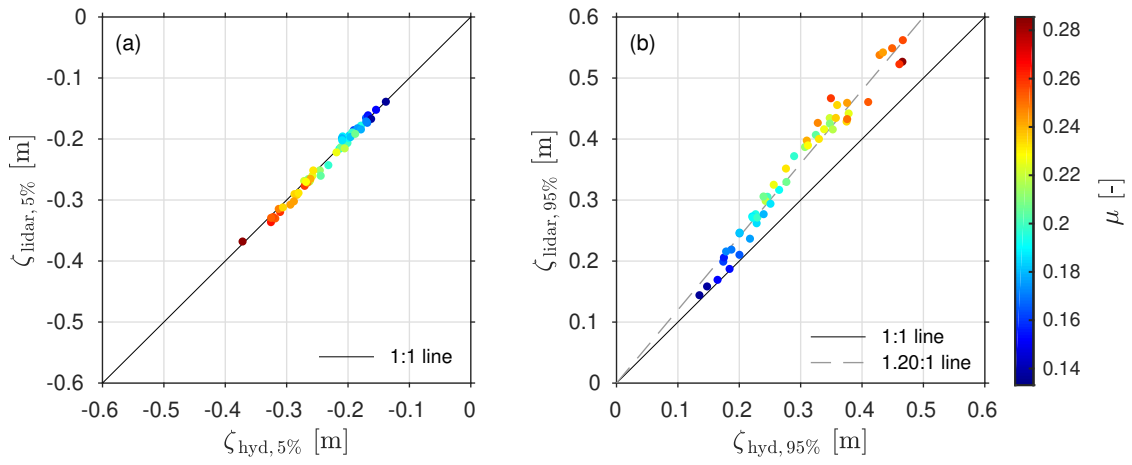 (a)
0
-0.1
-0.2
-0.3
-0.4
-0.5
-0.6
ζlidar, 5% [m]
1:1 line
-0.6 -0.5 -0.4 -0.3 -0.2 -0.1 0
ζhyd, 5% [m]
(b)
0.6
0.5
0.4
0.3
0.2
0.1
0
ζlidar, 95% [m]
1:1 line
1.20:1 line
0 0.1 0.2 0.3 0.4 0.5 0.6
ζhyd, 95% [m]
0.28
0.26
0.24
0.22
0.2
0.18
0.16
0.14
μ [-]